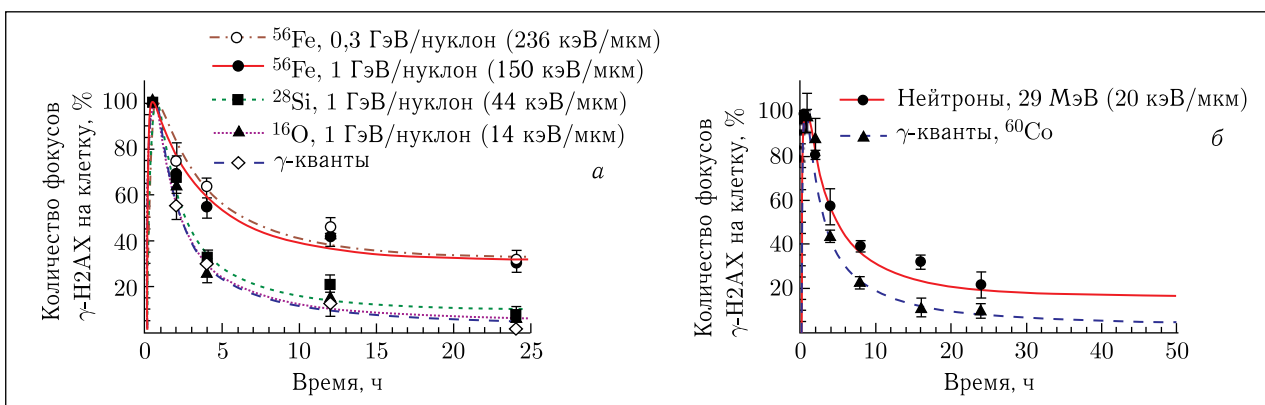 ⁵⁶Fe, 0,3 ГэВ/нуклон (236 кэВ/мкм)
⁵⁶Fe, 1 ГэВ/нуклон (150 кэВ/мкм)
²⁸Si, 1 ГэВ/нуклон (44 кэВ/мкм)
¹⁶O, 1 ГэВ/нуклон (14 кэВ/мкм)
γ-кванты
а
Количество фокусов
γ-H2AX на клетку, %
100
80
60
40
20
0
5
10
15
20
25
Время, ч
Нейтроны, 29 МэВ (20 кэВ/мкм)
γ-кванты, ⁶⁰Co
б
Количество фокусов
γ-H2AX на клетку, %
100
80
60
40
20
0
10
20
30
40
50
Время, ч